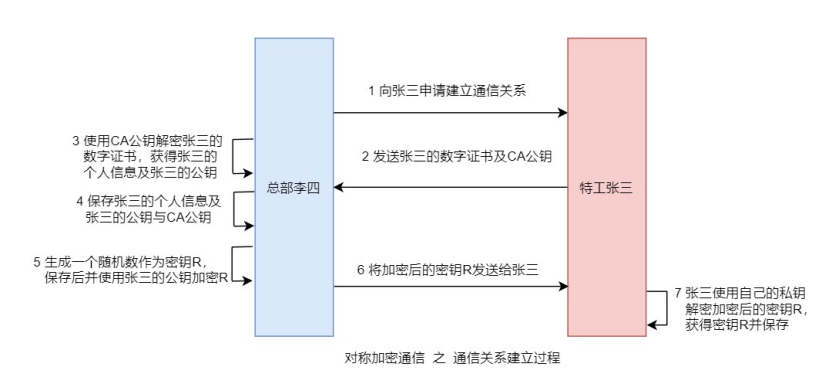 1 向张三申请建立通信关系
3 使用CA公钥解密张三的
数字证书，获得张三的
个人信息及张三的公钥
2 发送张三的数字证书及CA公钥
总部李四
特工张三
4 保存张三的个人信息及
张三的公钥与CA公钥
5 生成一个随机数作为密钥R，
保存后并使用张三的公钥加密R
6 将加密后的密钥R发送给张三
7 张三使用自己的私钥
解密加密后的密钥R，
获得密钥R并保存
对称加密通信 之 通信关系建立过程